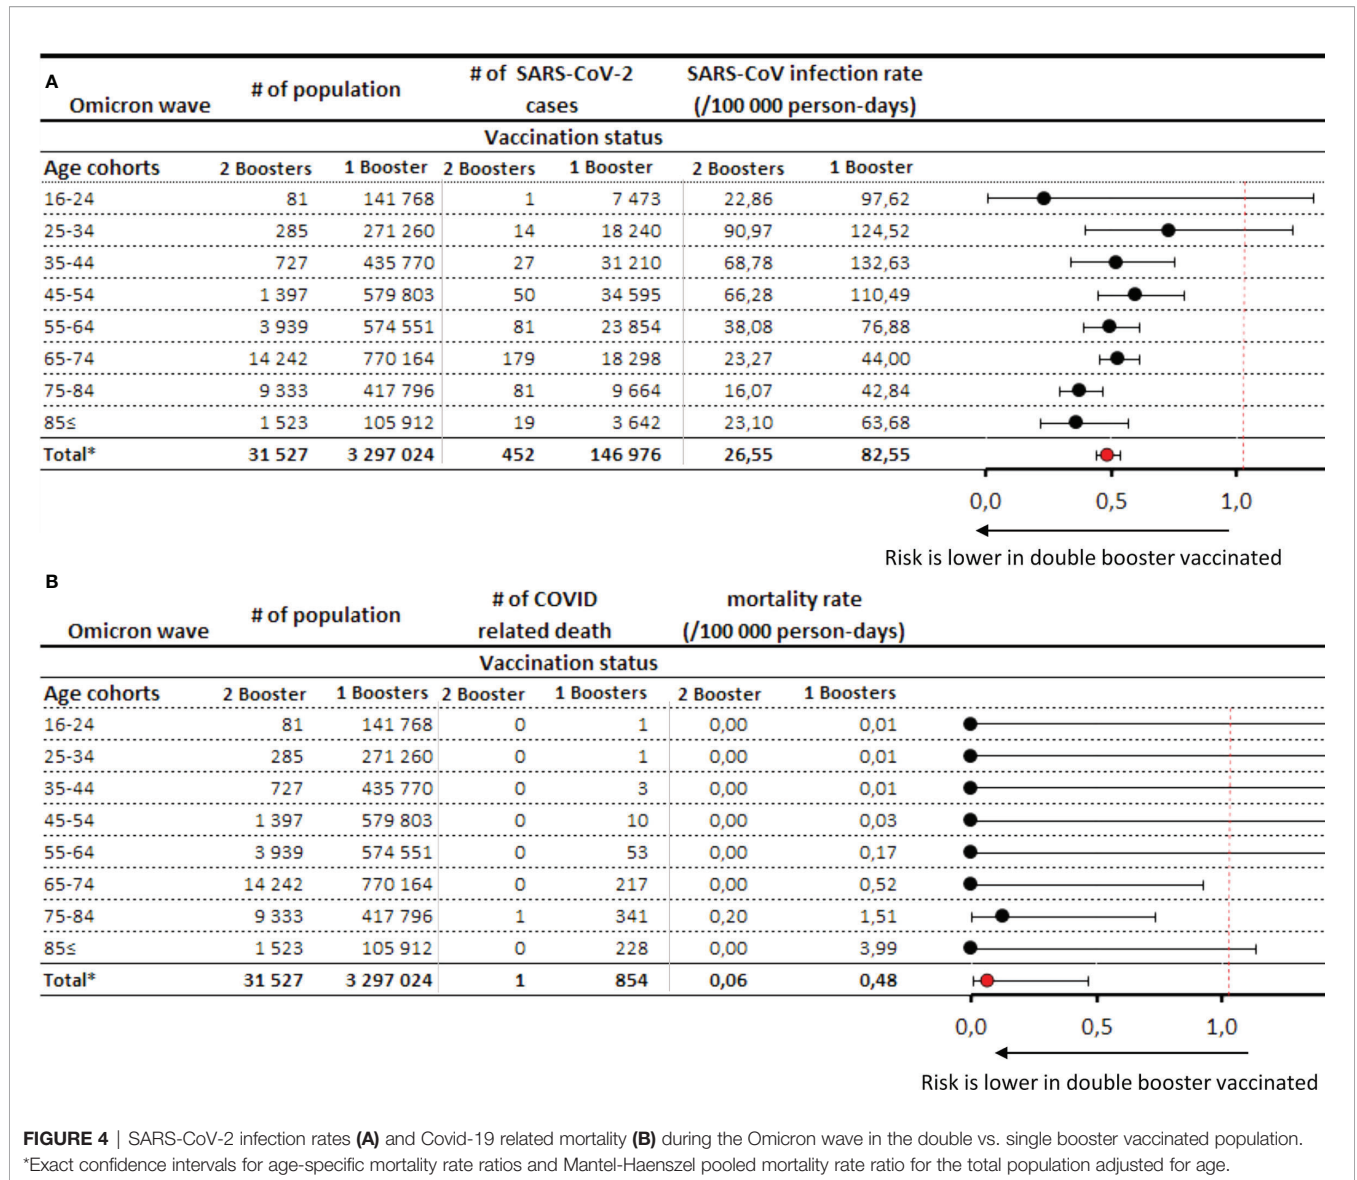 A
Omicron wave # of population # of SARS-CoV-2 cases SARS-CoV infection rate (/100 000 person-days)
Vaccination status
Age cohorts 2 Boosters 1 Booster 2 Boosters 1 Booster 2 Boosters 1 Booster
16-24 81 141 768 1 7 473 22,86 97,62
25-34 285 271 260 14 18 240 90,97 124,52
35-44 727 435 770 27 31 210 68,78 132,63
45-54 1 397 579 803 50 34 595 66,28 110,49
55-64 3 939 574 551 81 23 854 38,08 76,88
65-74 14 242 770 164 179 18 298 23,27 44,00
75-84 9 333 417 796 81 9 664 16,07 42,84
85≤ 1 523 105 912 19 3 642 23,10 63,68
Total* 31 527 3 297 024 452 146 976 26,55 82,55
0,0 0,5 1,0
Risk is lower in double booster vaccinated
B
Omicron wave # of population # of COVID related death mortality rate (/100 000 person-days)
Vaccination status
Age cohorts 2 Booster 1 Boosters 2 Booster 1 Boosters 2 Booster 1 Boosters
16-24 81 141 768 0 1 0,00 0,01
25-34 285 271 260 0 1 0,00 0,01
35-44 727 435 770 0 3 0,00 0,01
45-54 1 397 579 803 0 10 0,00 0,03
55-64 3 939 574 551 0 53 0,00 0,17
65-74 14 242 770 164 0 217 0,00 0,52
75-84 9 333 417 796 1 341 0,20 1,51
85≤ 1 523 105 912 0 228 0,00 3,99
Total* 31 527 3 297 024 1 854 0,06 0,48
0,0 0,5 1,0
Risk is lower in double booster vaccinated
FIGURE 4 | SARS-CoV-2 infection rates (A) and Covid-19 related mortality (B) during the Omicron wave in the double vs. single booster vaccinated population.
*Exact confidence intervals for age-specific mortality rate ratios and Mantel-Haenszel pooled mortality rate ratio for the total population adjusted for age.